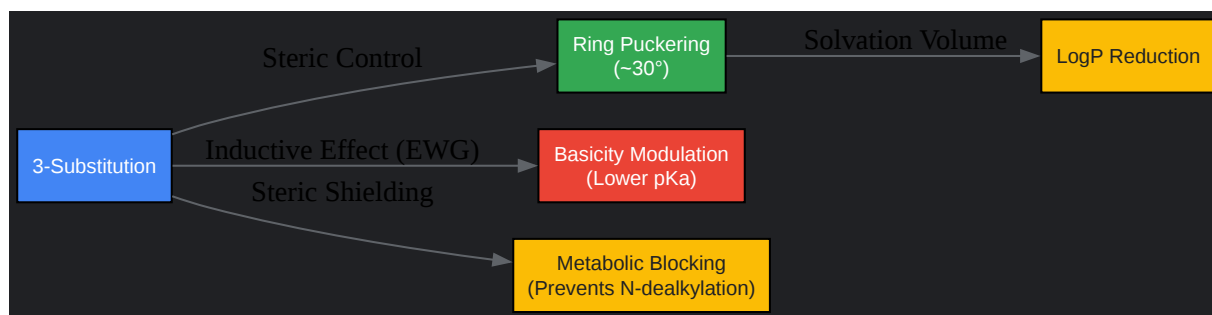 Steric Control
Ring Puckering
(~30°)
Solvation Volume
LogP Reduction
3-Substitution
Inductive Effect (EWG)
Basicity Modulation
(Lower pKa)
Steric Shielding
Metabolic Blocking
(Prevents N-dealkylation)